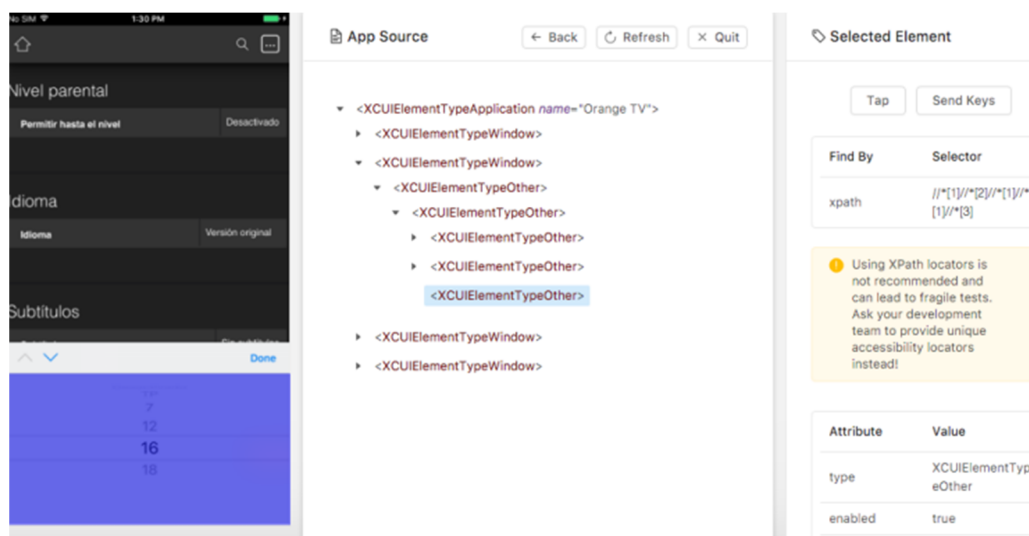 No SIM 1:30 PM
Nivel parental
Permitir hasta el nivel Desactivado
Idioma
Idioma Versión original
Subtítulos
Done
7
12
16
18
App Source
← Back
Refresh
× Quit
<XCUIElementTypeApplication name="Orange TV">
<XCUIElementTypeWindow>
<XCUIElementTypeWindow>
<XCUIElementTypeOther>
<XCUIElementTypeOther>
<XCUIElementTypeOther>
<XCUIElementTypeOther>
<XCUIElementTypeOther>
<XCUIElementTypeWindow>
<XCUIElementTypeWindow>
Selected Element
Tap
Send Keys
Find By Selector
xpath //*[1]//*[2]//*[1]//*
[1]//*[3]
Using XPath locators is
not recommended and
can lead to fragile tests.
Ask your development
team to provide unique
accessibility locators
instead!
Attribute Value
type XCUIElementTyp
eOther
enabled true